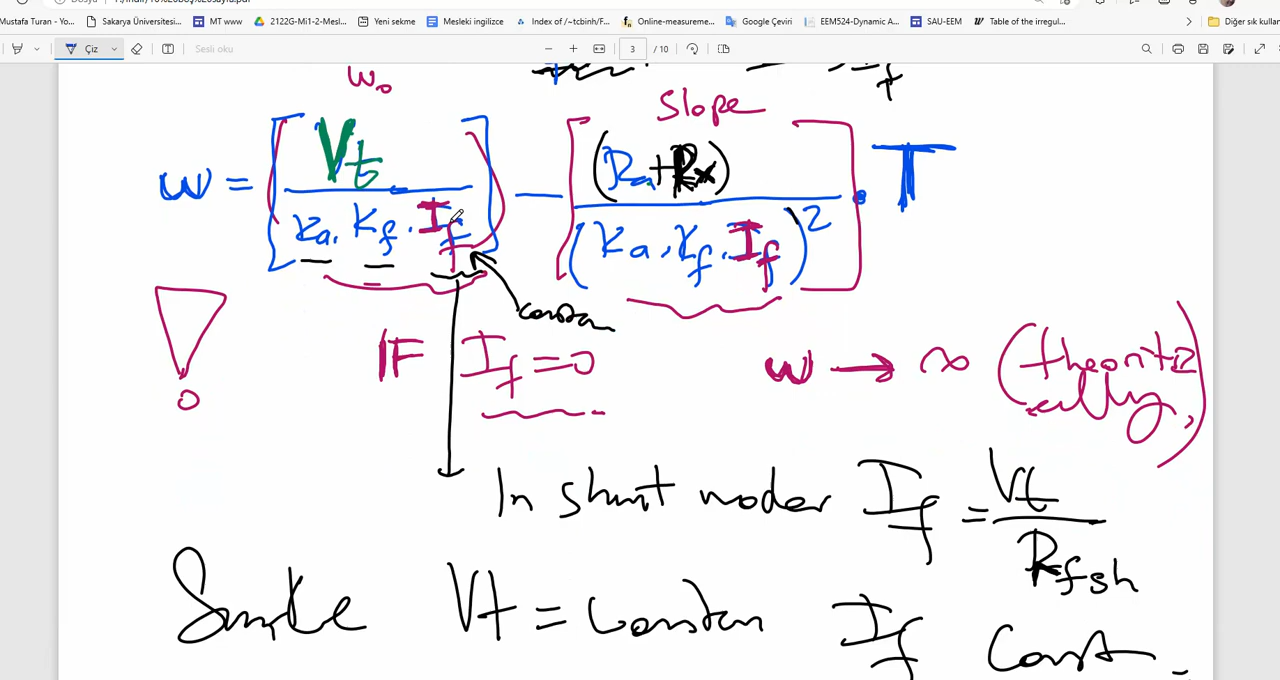 Mustafa Turan - Yo... Sakarya Üniversitesi... MT www 2122G-Mi1-2-Mesl... Yeni sekme Mesleki ingilizce Index of /~tcbinh/F... Online-measureme... Google Çeviri EEM524-Dynamic A... SAU-EEM Table of the irregul... Diğer sık kullan
Çiz Sesli oku 3 / 10
W₀
If
Slope
w = [Vt / (Ka . Kf . If)] - [(Ra + Rx) / (Ka . Kf . If)²] . T
constan
IF If = 0 w → ∞ (theoritic
cally,)
In shunt If = Vt / Rfsh
Vt = constan If Const